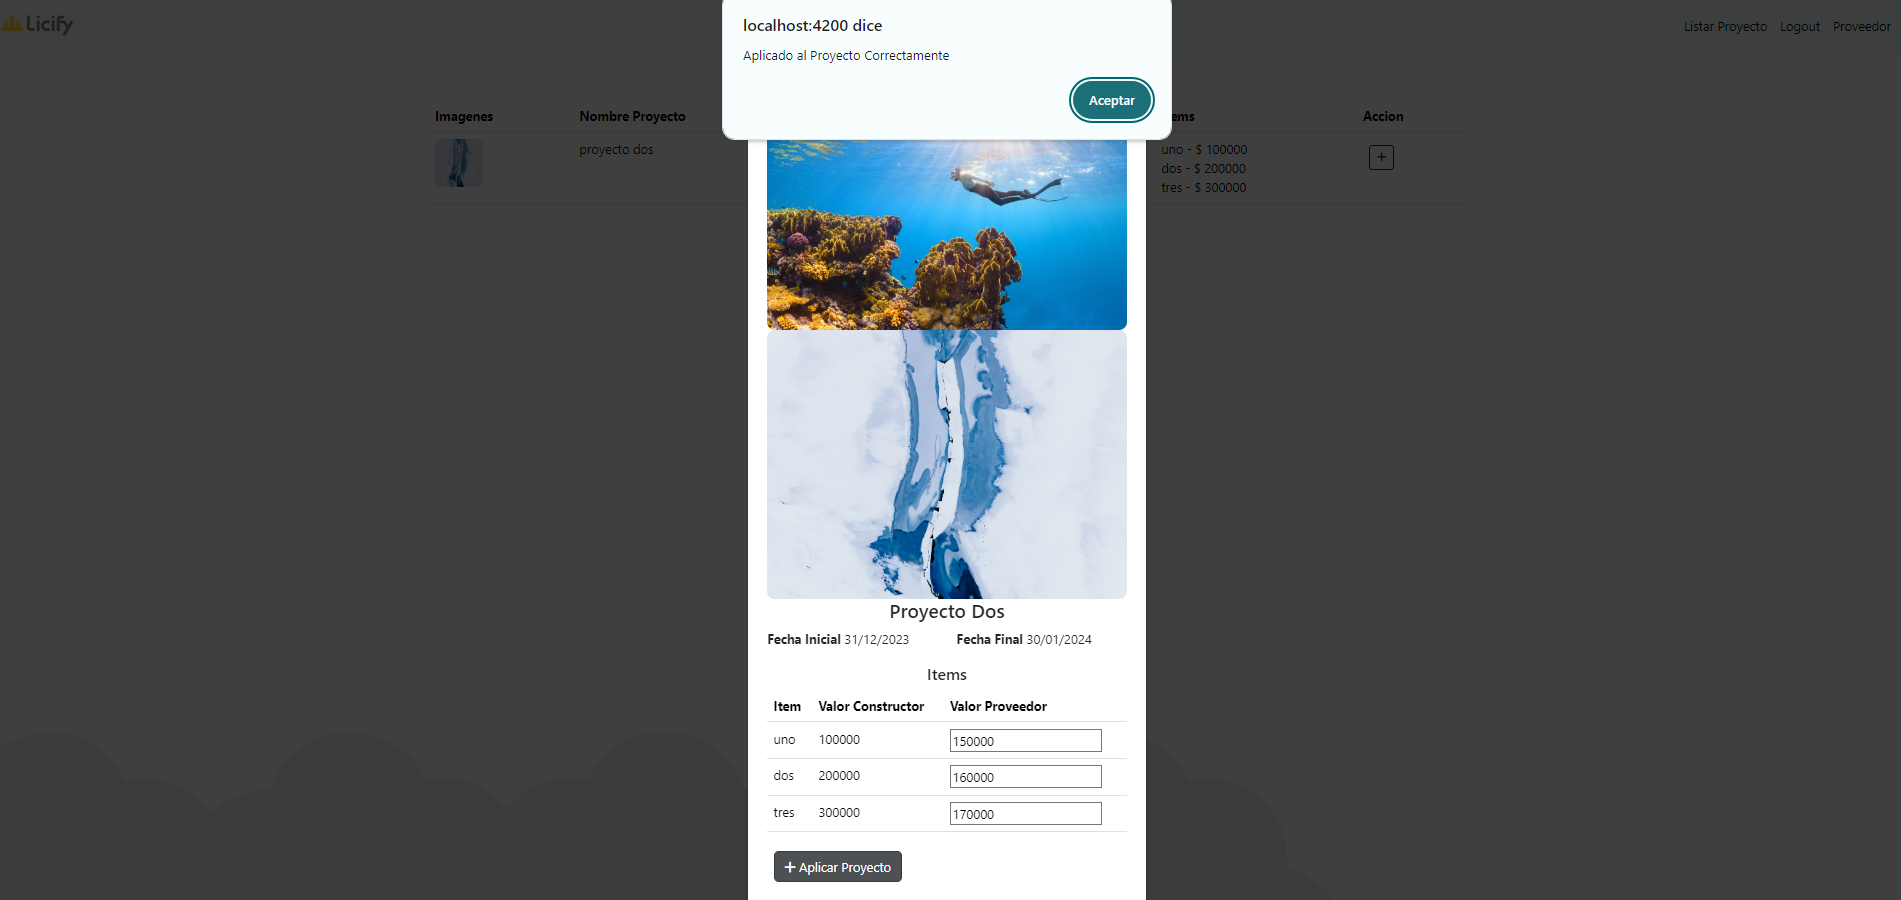 Licify
Listar Proyecto Logout Proveedor
localhost:4200 dice
Aplicado al Proyecto Correctamente
Aceptar
Imagenes Nombre Proyecto ems Accion
proyecto dos
uno - $ 100000
dos - $ 200000
tres - $ 300000
+
Proyecto Dos
Fecha Inicial 31/12/2023 Fecha Final 30/01/2024
Items
Item Valor Constructor Valor Proveedor
uno 100000 150000
dos 200000 160000
tres 300000 170000
+ Aplicar Proyecto